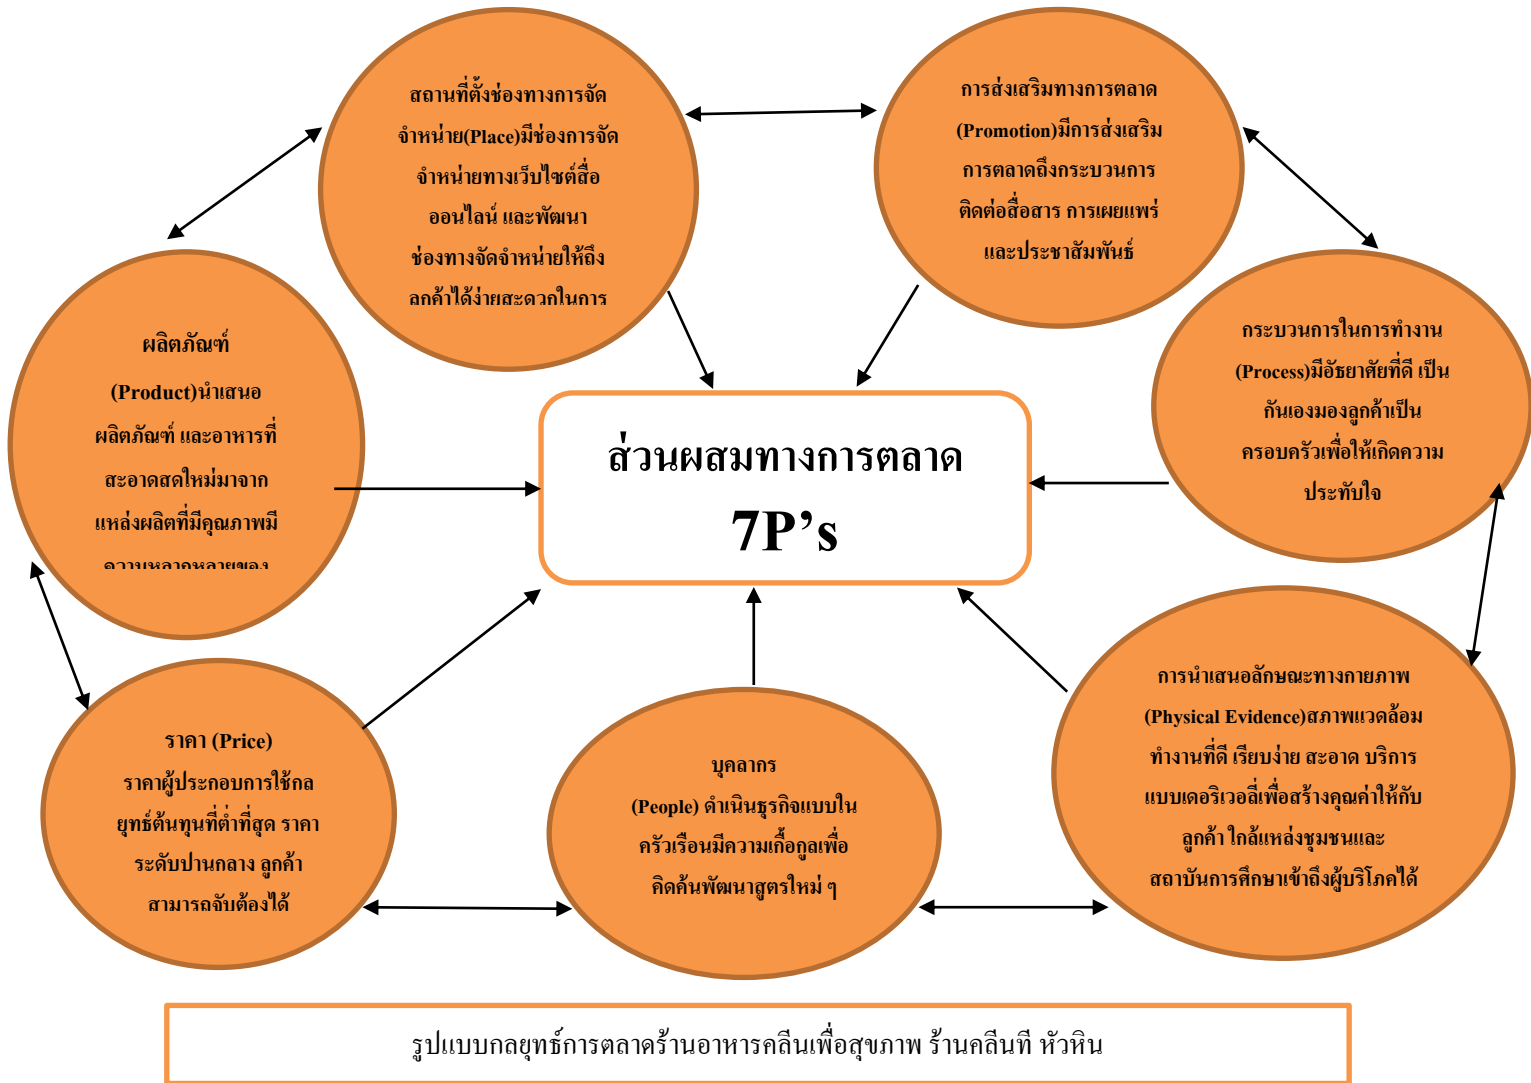 สถานที่ตั้งช่องทางการจัด
จำหน่าย(Place)มีช่องการจัด
จำหน่ายทางเว็บไซต์สื่อ
ออนไลน์ และพัฒนา
ช่องทางจัดจำหน่ายให้ถึง
ลูกค้าได้ง่ายสะดวกในการ
การส่งเสริมทางการตลาด
(Promotion)มีการส่งเสริม
การตลาดถึงกระบวนการ
ติดต่อสื่อสาร การเผยแพร่
และประชาสัมพันธ์
ผลิตภัณฑ์
(Product)นำเสนอ
ผลิตภัณฑ์ และอาหารที่
สะอาดสดใหม่มาจาก
แหล่งผลิตที่มีคุณภาพมี
ความหลากหลายของ
กระบวนการในการทำงาน
(Process)มีอัธยาศัยที่ดี เป็น
กันเองมองลูกค้าเป็น
ครอบครัวเพื่อให้เกิดความ
ประทับใจ
ส่วนผสมทางการตลาด
7P’s
ราคา (Price)
ราคาผู้ประกอบการใช้กล
ยุทธ์ต้นทุนที่ต่ำที่สุด ราคา
ระดับปานกลาง ลูกค้า
สามารถจับต้องได้
บุคลากร
(People) ดำเนินธุรกิจแบบใน
ครัวเรือนมีความเกื้อกูลเพื่อ
คิดค้นพัฒนาสูตรใหม่ ๆ
การนำเสนอลักษณะทางกายภาพ
(Physical Evidence)สภาพแวดล้อม
ทำงานที่ดี เรียบง่าย สะอาด บริการ
แบบเดอริเวอลี่เพื่อสร้างคุณค่าให้กับ
ลูกค้า ใกล้แหล่งชุมชนและ
สถาบันการศึกษาเข้าถึงผู้บริโภคได้
รูปแบบกลยุทธ์การตลาดร้านอาหารคลีนเพื่อสุขภาพ ร้านคลีนที หัวหิน